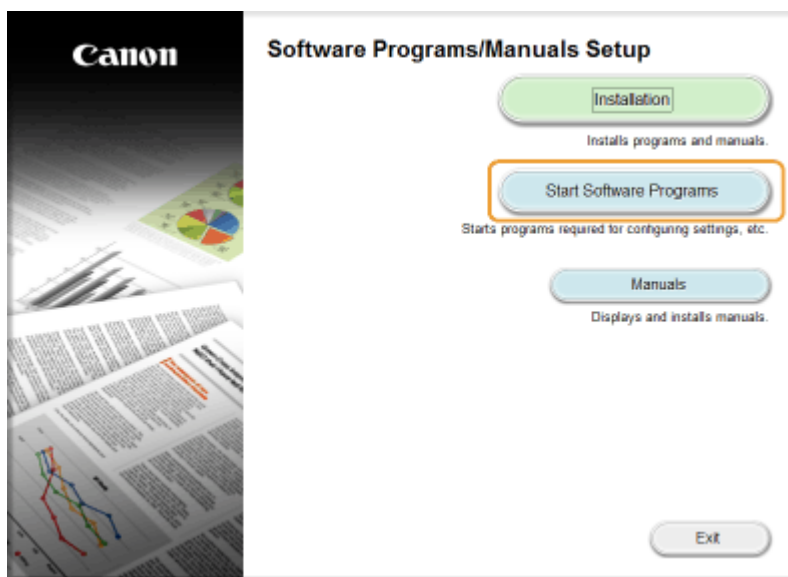 Canon
Software Programs/Manuals Setup
Installation
Installs programs and manuals.
Start Software Programs
Starts programs required for configuring settings, etc.
Manuals
Displays and installs manuals.
Exit